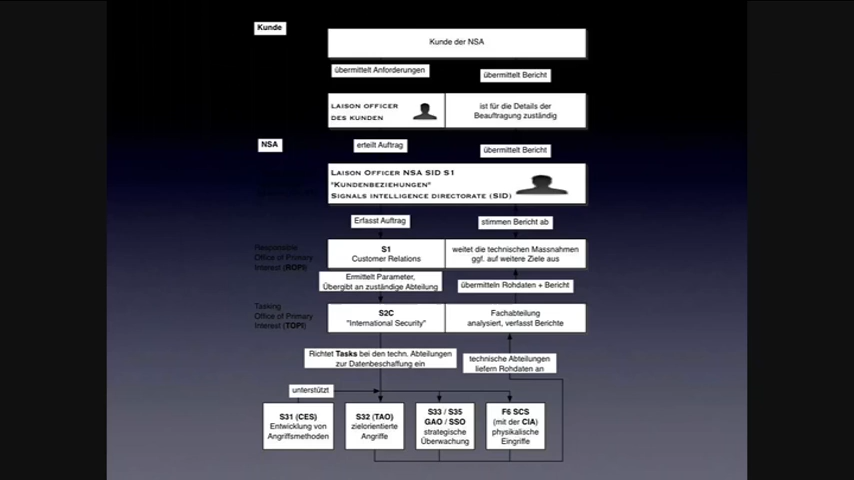 Kunde
Kunde der NSA
übermittelt Anforderungen
übermittelt Bericht
LAISON OFFICER
DES KUNDEN
ist für die Details der
Beauftragung zuständig
NSA
erteilt Auftrag
übermittelt Bericht
LAISON OFFICER NSA SID S1
"KUNDENBEZIEHUNGEN"
SIGNALS INTELLIGENCE DIRECTORATE (SID)
Erfasst Auftrag
stimmen Bericht ab
Responsible
Office of Primary
Interest (ROPI)
S1
Customer Relations
weitet die technischen Massnahmen
ggf. auf weitere Ziele aus
Ermittelt Parameter,
Übergibt an zuständige Abteilung
übermitteln Rohdaten + Bericht
Tasking
Office of Primary
Interest (TOPI)
S2C
"International Security"
Fachabteilung
analysiert, verfasst Berichte
Richtet Tasks bei den techn. Abteilungen
zur Datenbeschaffung ein
technische Abteilungen
liefern Rohdaten an
unterstützt
S31 (CES)
Entwicklung von
Angriffsmethoden
S32 (TAO)
zielorientierte
Angriffe
S33 / S35
GAO / SSO
strategische
Überwachung
F6 SCS
(mit der CIA)
physikalische
Eingriffe